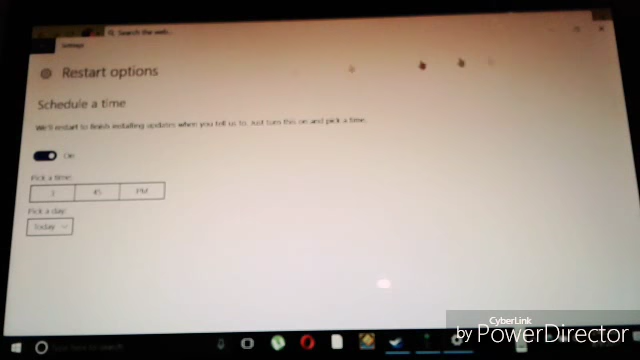 Search the web...
Settings
Restart options
Schedule a time
We'll restart to finish installing updates when you tell us to. Just turn this on and pick a time.
On
Pick a time:
3 45 PM
Pick a day:
Today
CyberLink
by PowerDirector